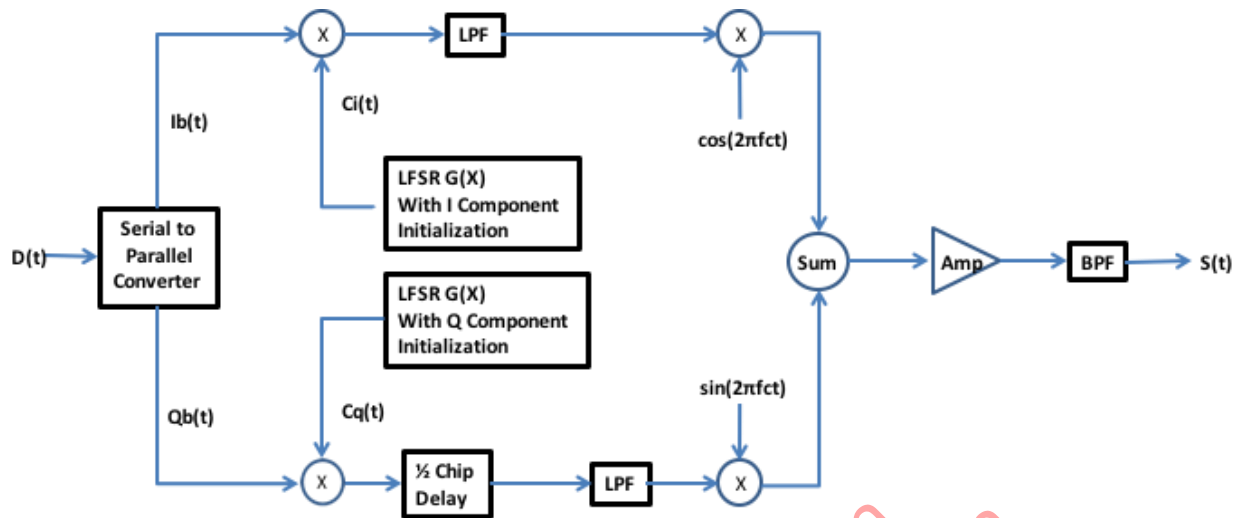 X
LPF
X
Ib(t)
Ci(t)
cos(2πfct)
LFSR G(X)
With I Component
Initialization
D(t)
Serial to
Parallel
Converter
Sum
Amp
BPF
S(t)
LFSR G(X)
With Q Component
Initialization
Qb(t)
Cq(t)
sin(2πfct)
X
½ Chip
Delay
LPF
X